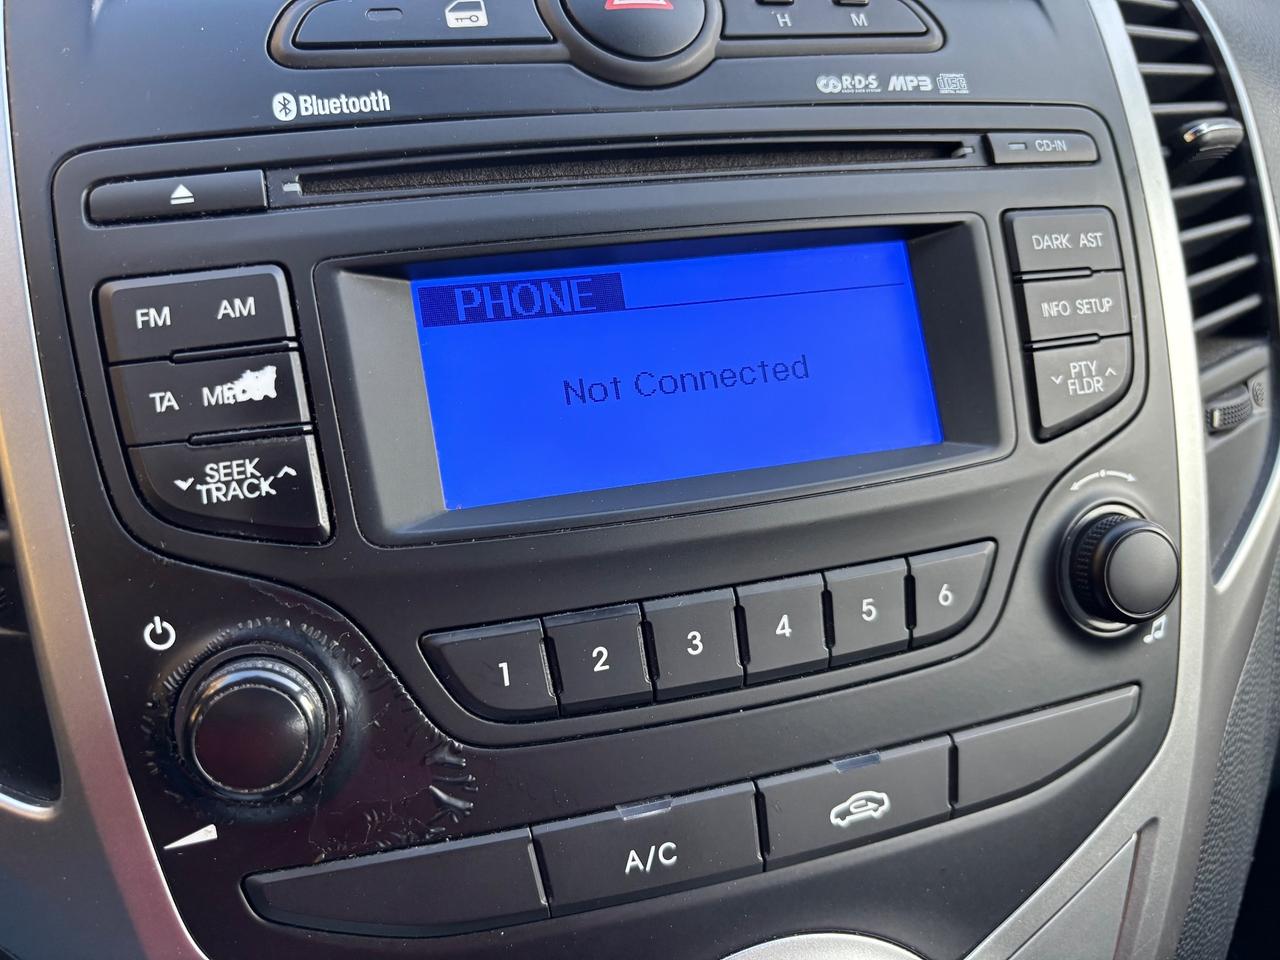 H M
Bluetooth
R·D·S MP3
CD-IN
DARK AST
FM AM
PHONE
INFO SETUP
TA
Not Connected
PTY
FLDR
SEEK
TRACK
1 2 3 4 5 6
A/C